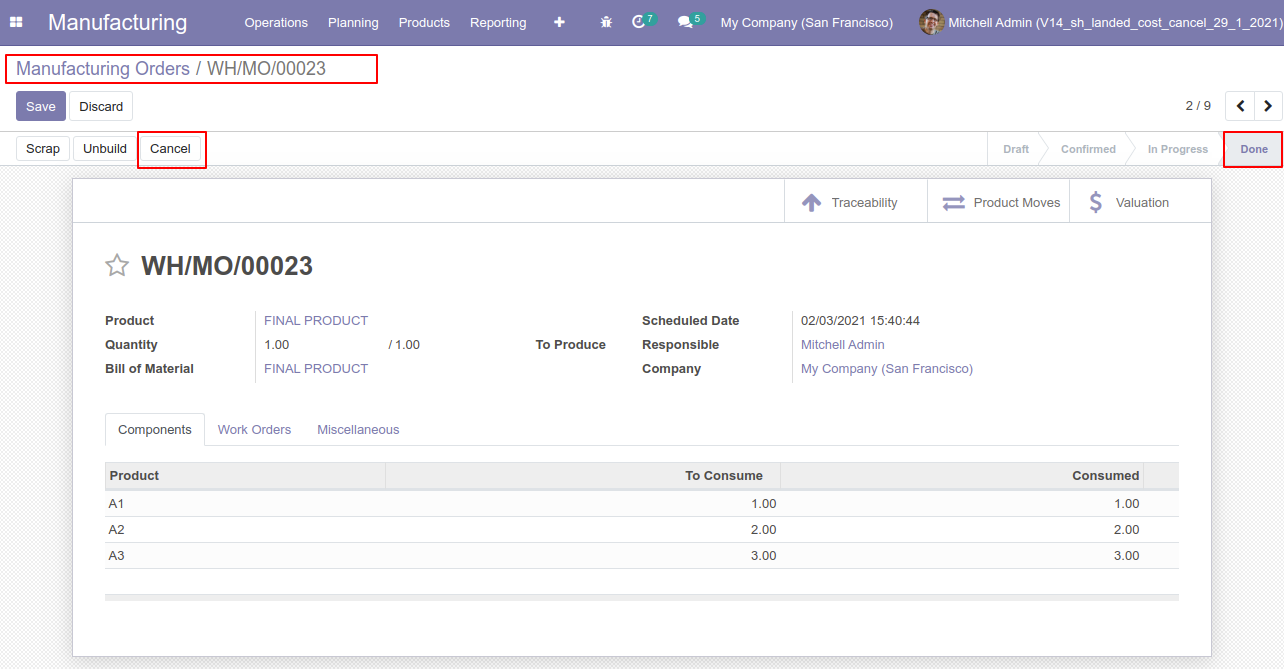 Manufacturing Operations Planning Products Reporting 7 5 My Company (San Francisco) Mitchell Admin (V14_sh_landed_cost_cancel_29_1_2021)
Manufacturing Orders / WH/MO/00023
Save Discard 2 / 9
Scrap Unbuild Cancel Draft Confirmed In Progress Done
Traceability Product Moves $ Valuation
WH/MO/00023
Product FINAL PRODUCT Scheduled Date 02/03/2021 15:40:44
Quantity 1.00 / 1.00 To Produce Responsible Mitchell Admin
Bill of Material FINAL PRODUCT Company My Company (San Francisco)
Components Work Orders Miscellaneous
Product To Consume Consumed
A1 1.00 1.00
A2 2.00 2.00
A3 3.00 3.00